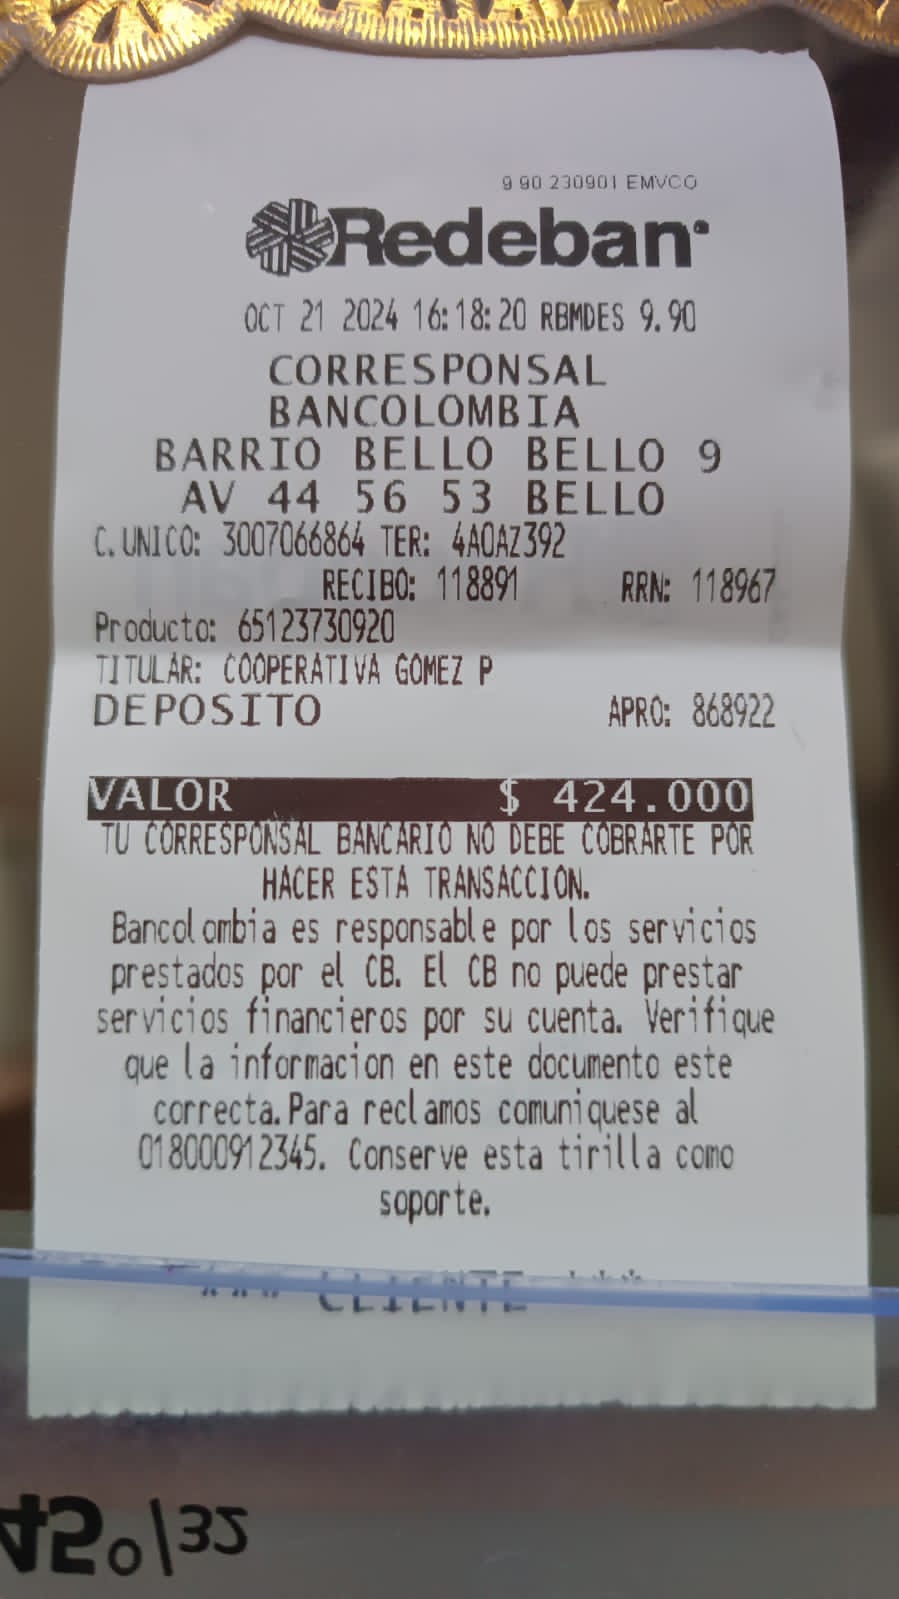 9 90 230901 EMVCO
Redeban
OCT 21 2024 16:18:20 RBMDES 9.90
CORRESPONSAL
BANCOLOMBIA
BARRIO BELLO BELLO 9
AV 44 56 53 BELLO
C. UNICO: 3007066864 TER: 4A0AZ392
RECIBO: 118891 RRN: 118967
Producto: 65123730920
TITULAR: COOPERATIVA GOMEZ P
DEPOSITO APRO: 868922
VALOR $ 424.000
TU CORRESPONSAL BANCARIO NO DEBE COBRARTE POR
HACER ESTA TRANSACCION.
Bancolombia es responsable por los servicios
prestados por el CB. El CB no puede prestar
servicios financieros por su cuenta. Verifique
que la informacion en este documento este
correcta. Para reclamos comuniquese al
018000912345. Conserve esta tirilla como
soporte.
*** CLIENTE ***